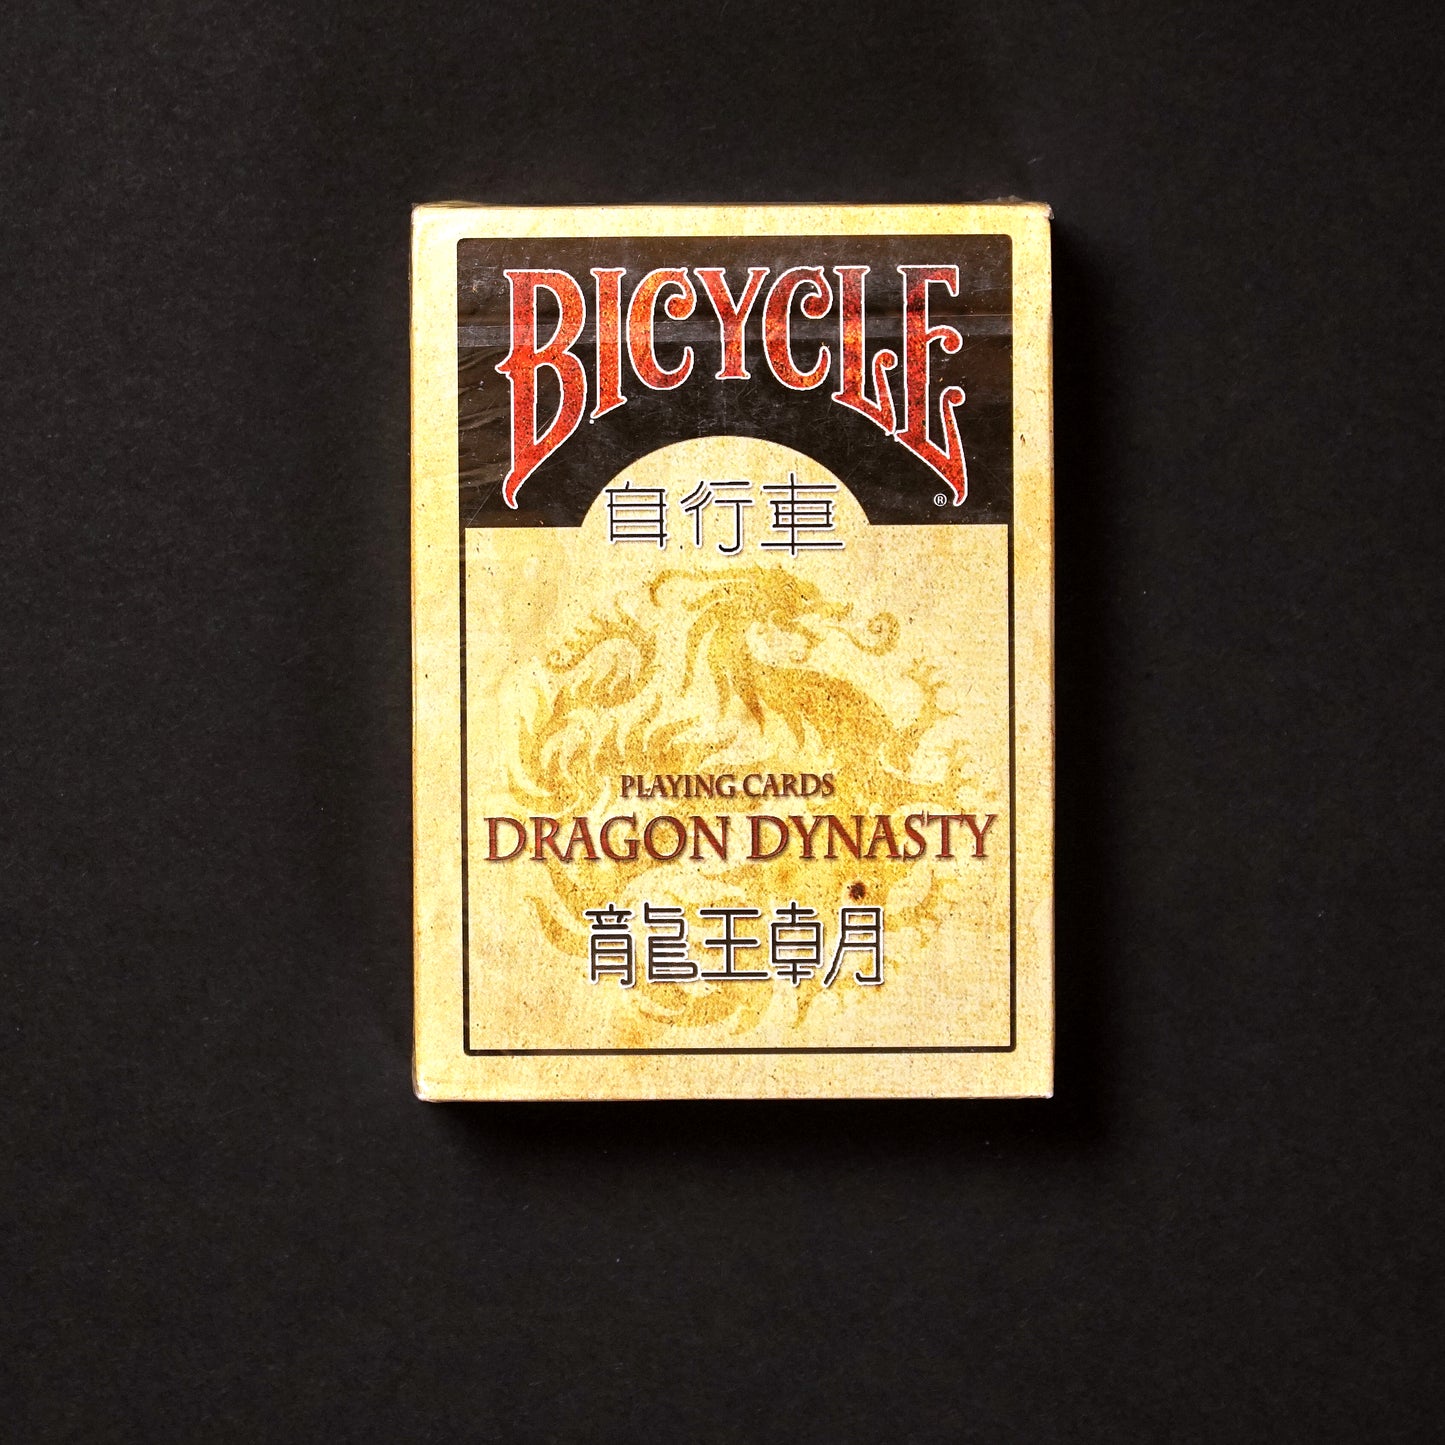 BICYCLE
®
自行車
PLAYING CARDS
DRAGON DYNASTY
龍王朝